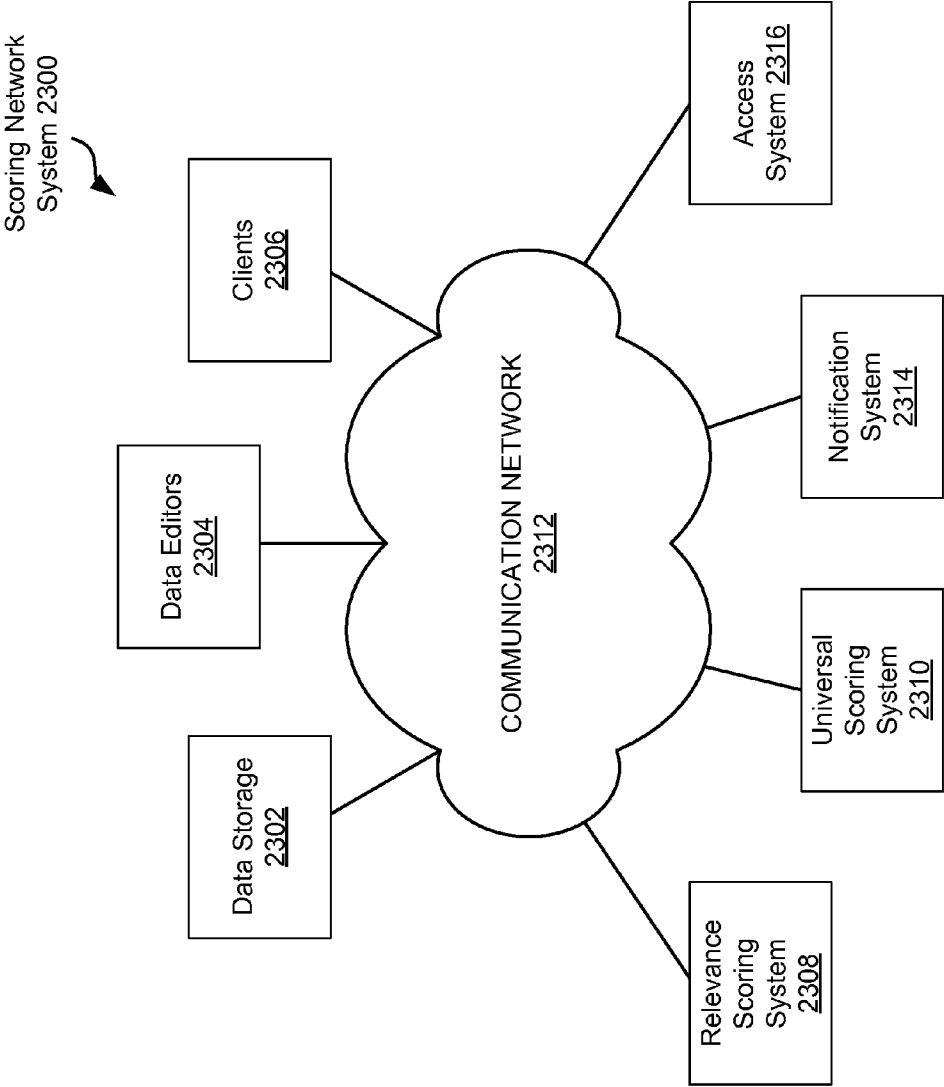 Scoring Network
System 2300
Data Storage
2302
Data Editors
2304
Clients
2306
COMMUNICATION NETWORK
2312
Relevance
Scoring
System
2308
Universal
Scoring
System
2310
Notification
System
2314
Access
System 2316